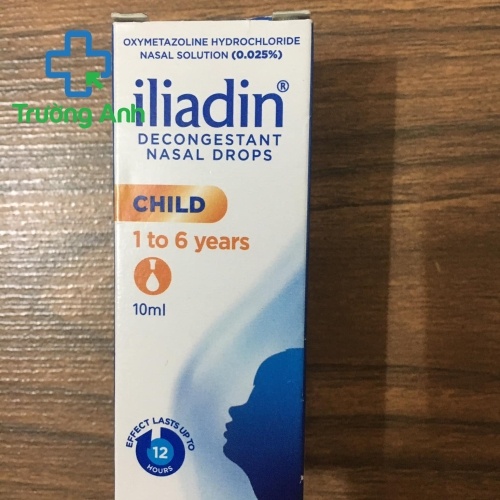 OXYMETAZOLINE HYDROCHLORIDE
NASAL SOLUTION (0.025%)
Trường Anh
iliadin®
DECONGESTANT
NASAL DROPS
CHILD
1 to 6 years
10ml
EFFECT LASTS UP TO
12
HOURS